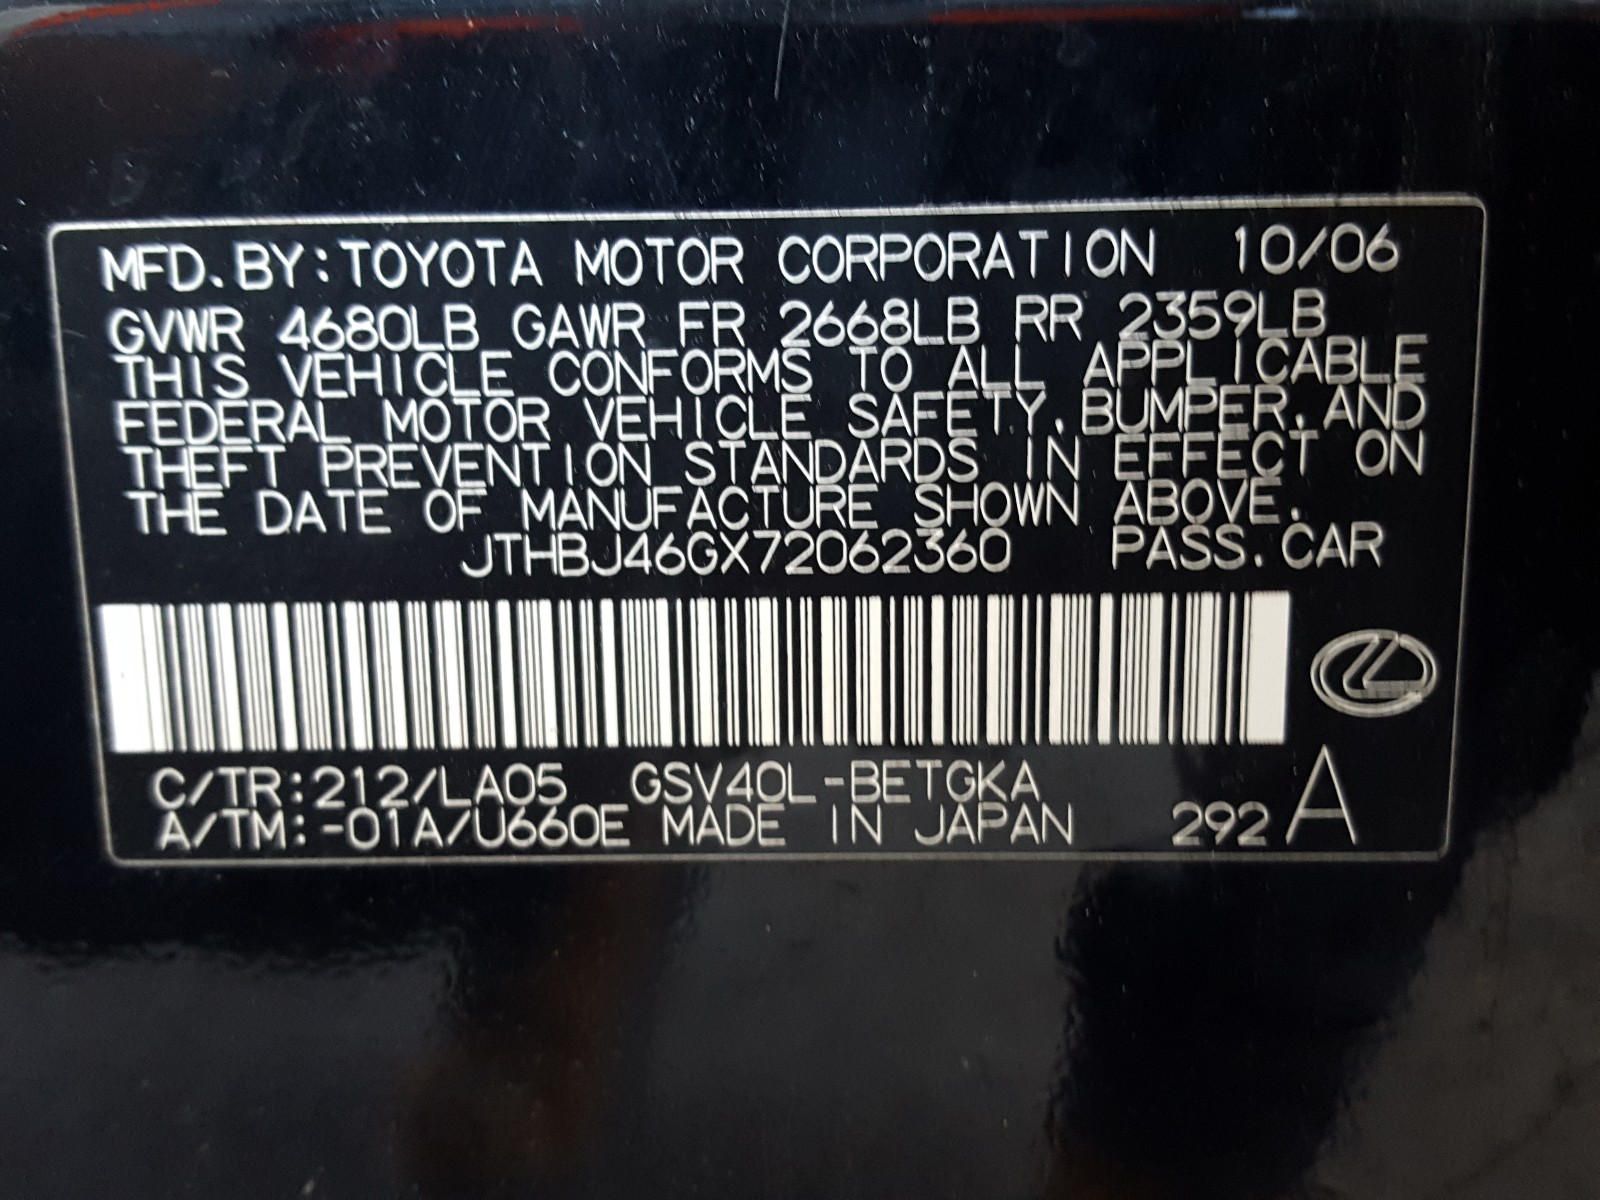 MFD. BY: TOYOTA MOTOR CORPORATION 10/06
GVWR 4680LB GAWR FR 2668LB RR 2359LB
THIS VEHICLE CONFORMS TO ALL APPLICABLE
FEDERAL MOTOR VEHICLE SAFETY, BUMPER, AND
THEFT PREVENTION STANDARDS IN EFFECT ON
THE DATE OF MANUFACTURE SHOWN ABOVE.
JTHBJ46GX72062360 PASS. CAR
C/TR: 212/LA05 GSV40L-BETGKA
A/TM: -01A/U660E MADE IN JAPAN 292 A